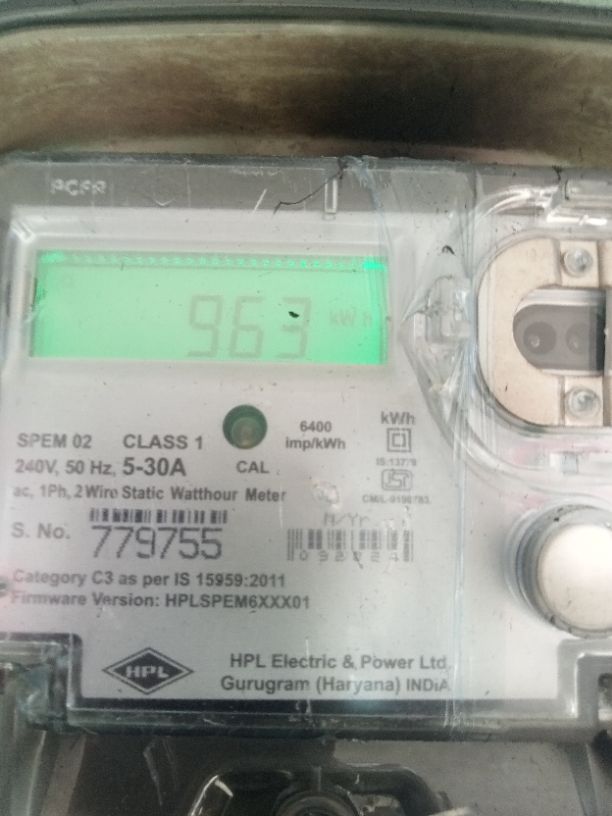 963 kWh
6400
imp/kWh
kWh
SPEM 02 CLASS 1
240V, 50 Hz, 5-30A
CAL
ac, 1Ph, 2 Wire Static Watthour Meter
S. No. 779755
M/Yr
092024
Category C3 as per IS 15959:2011
Firmware Version: HPLSPEM6XXX01
HPL
HPL Electric & Power Ltd
Gurugram (Haryana) INDiA